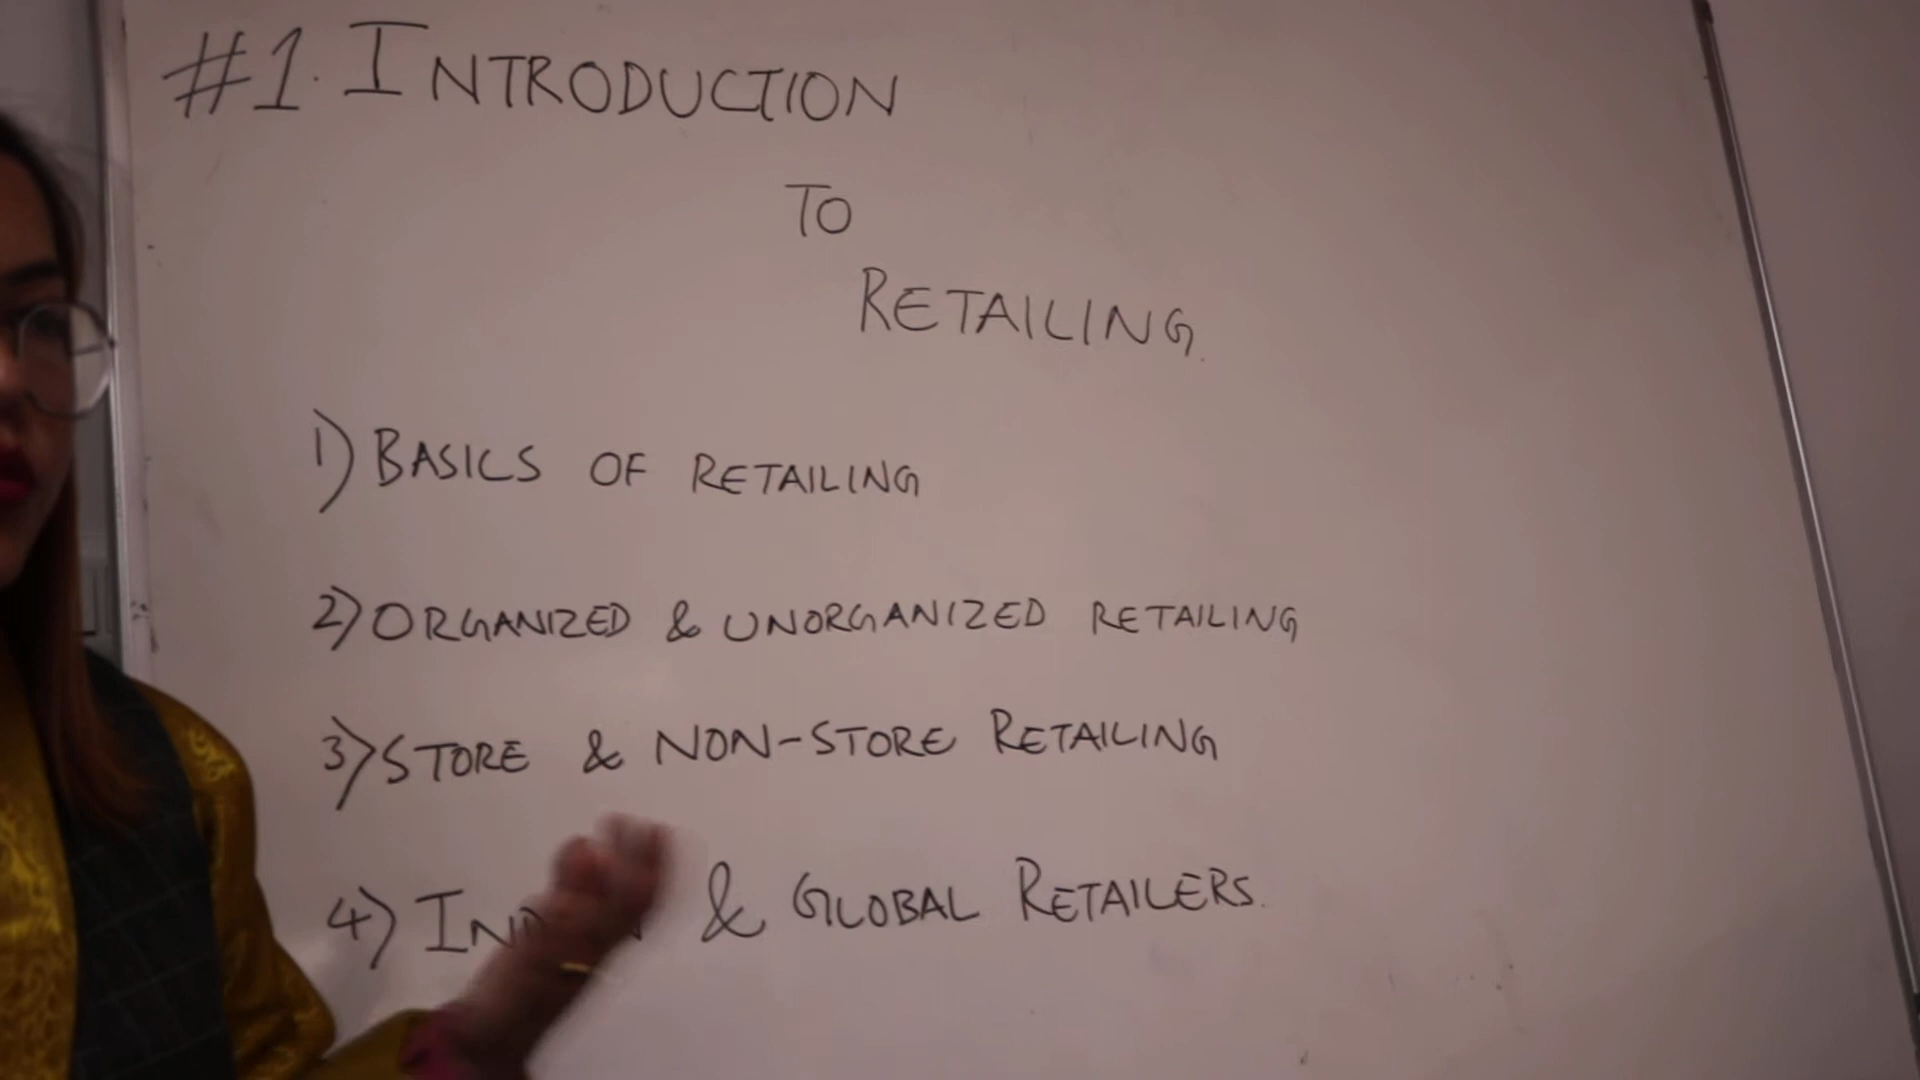 #1. INTRODUCTION
TO
RETAILING.
1) BASICS OF RETAILING
2) ORGANIZED & UNORGANIZED RETAILING
3) STORE & NON-STORE RETAILING
4) & GLOBAL RETAILERS.